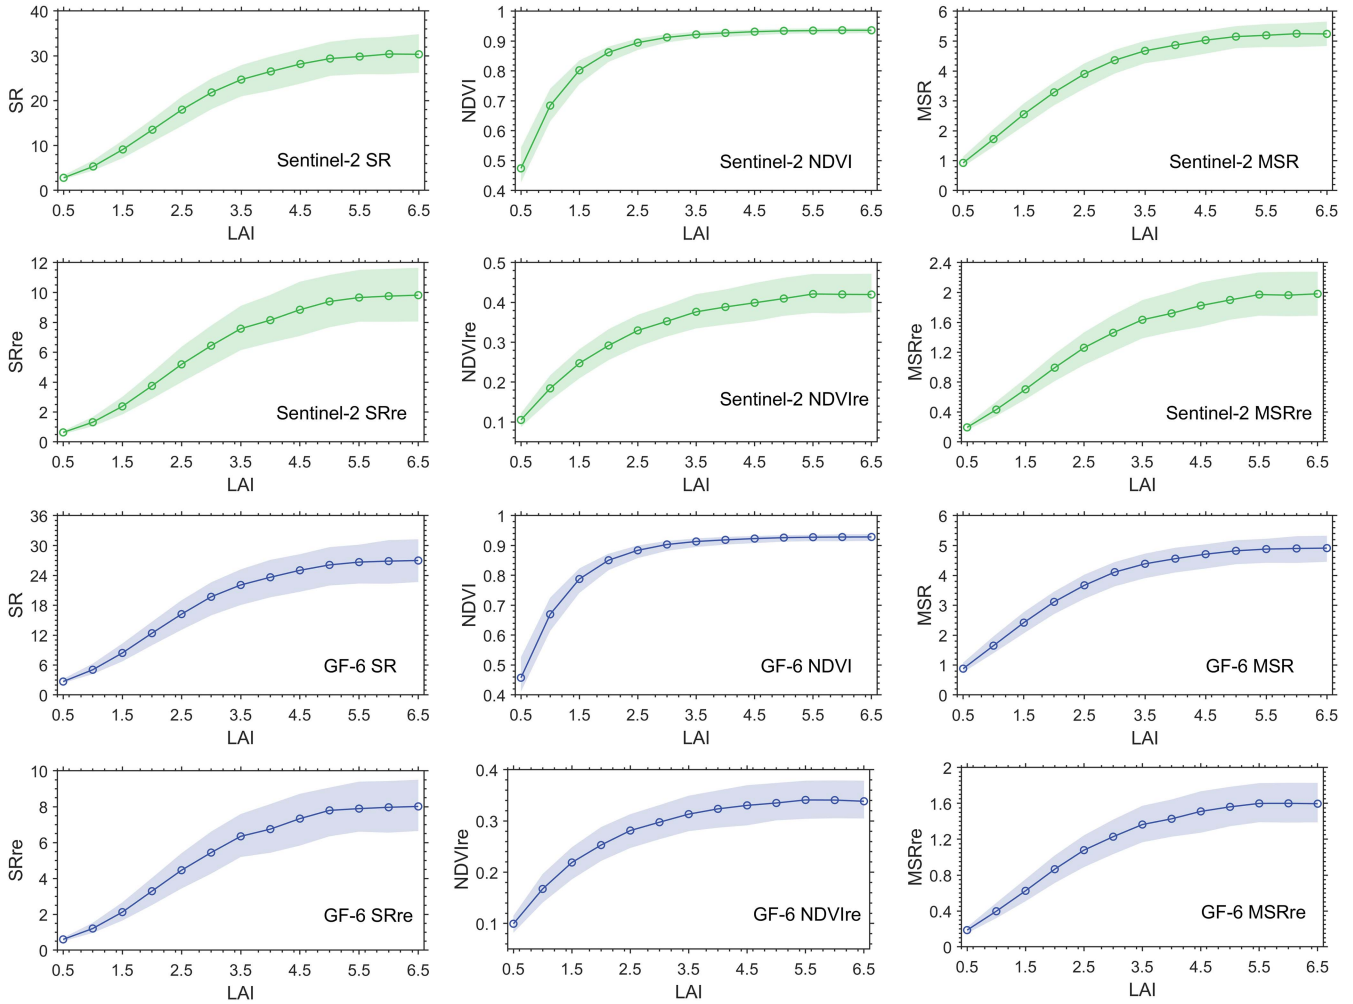 40
30
20
10
0
SR
Sentinel-2 SR
0.5 1.5 2.5 3.5 4.5 5.5 6.5
LAI
1
0.9
0.8
0.7
0.6
0.5
0.4
NDVI
Sentinel-2 NDVI
0.5 1.5 2.5 3.5 4.5 5.5 6.5
LAI
6
5
4
3
2
1
0
MSR
Sentinel-2 MSR
0.5 1.5 2.5 3.5 4.5 5.5 6.5
LAI
12
10
8
6
4
2
0
SRre
Sentinel-2 SRre
0.5 1.5 2.5 3.5 4.5 5.5 6.5
LAI
0.5
0.4
0.3
0.2
0.1
NDVIre
Sentinel-2 NDVIre
0.5 1.5 2.5 3.5 4.5 5.5 6.5
LAI
2.4
2
1.6
1.2
0.8
0.4
0
MSRre
Sentinel-2 MSRre
0.5 1.5 2.5 3.5 4.5 5.5 6.5
LAI
36
30
24
18
12
6
0
SR
GF-6 SR
0.5 1.5 2.5 3.5 4.5 5.5 6.5
LAI
1
0.9
0.8
0.7
0.6
0.5
0.4
NDVI
GF-6 NDVI
0.5 1.5 2.5 3.5 4.5 5.5 6.5
LAI
6
5
4
3
2
1
0
MSR
GF-6 MSR
0.5 1.5 2.5 3.5 4.5 5.5 6.5
LAI
10
8
6
4
2
0
SRre
GF-6 SRre
0.5 1.5 2.5 3.5 4.5 5.5 6.5
LAI
0.4
0.3
0.2
0.1
NDVIre
GF-6 NDVIre
0.5 1.5 2.5 3.5 4.5 5.5 6.5
LAI
2
1.6
1.2
0.8
0.4
0
MSRre
GF-6 MSRre
0.5 1.5 2.5 3.5 4.5 5.5 6.5
LAI